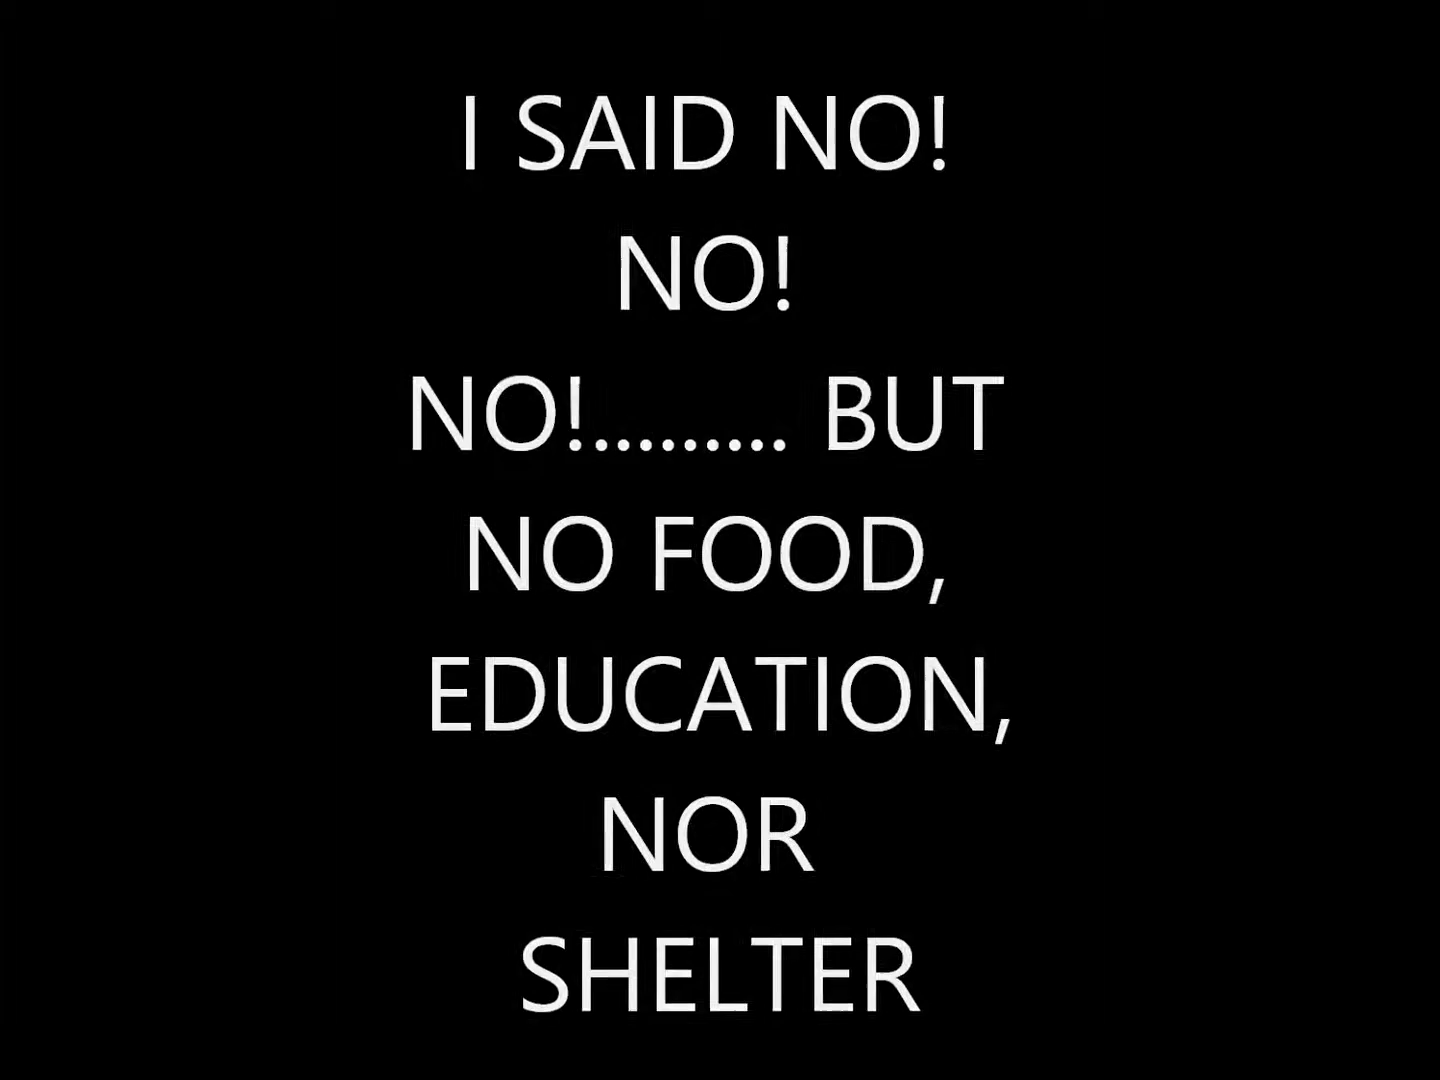 I SAID NO!
NO!
NO!......... BUT
NO FOOD,
EDUCATION,
NOR
SHELTER